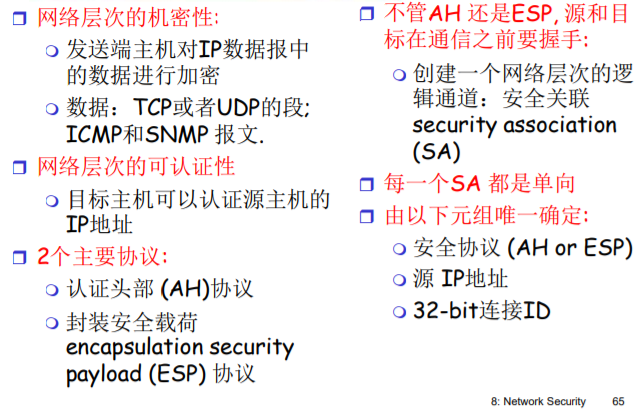 网络层次的机密性:
发送端主机对IP数据报中
的数据进行加密
数据：TCP或者UDP的段;
ICMP和SNMP 报文.
网络层次的可认证性
目标主机可以认证源主机的
IP地址
2个主要协议:
认证头部 (AH)协议
封装安全载荷
encapsulation security
payload (ESP) 协议
不管AH 还是ESP, 源和目
标在通信之前要握手:
创建一个网络层次的逻
辑通道：安全关联
security association
(SA)
每一个SA 都是单向
由以下元组唯一确定:
安全协议 (AH or ESP)
源 IP地址
32-bit连接ID
8: Network Security 65